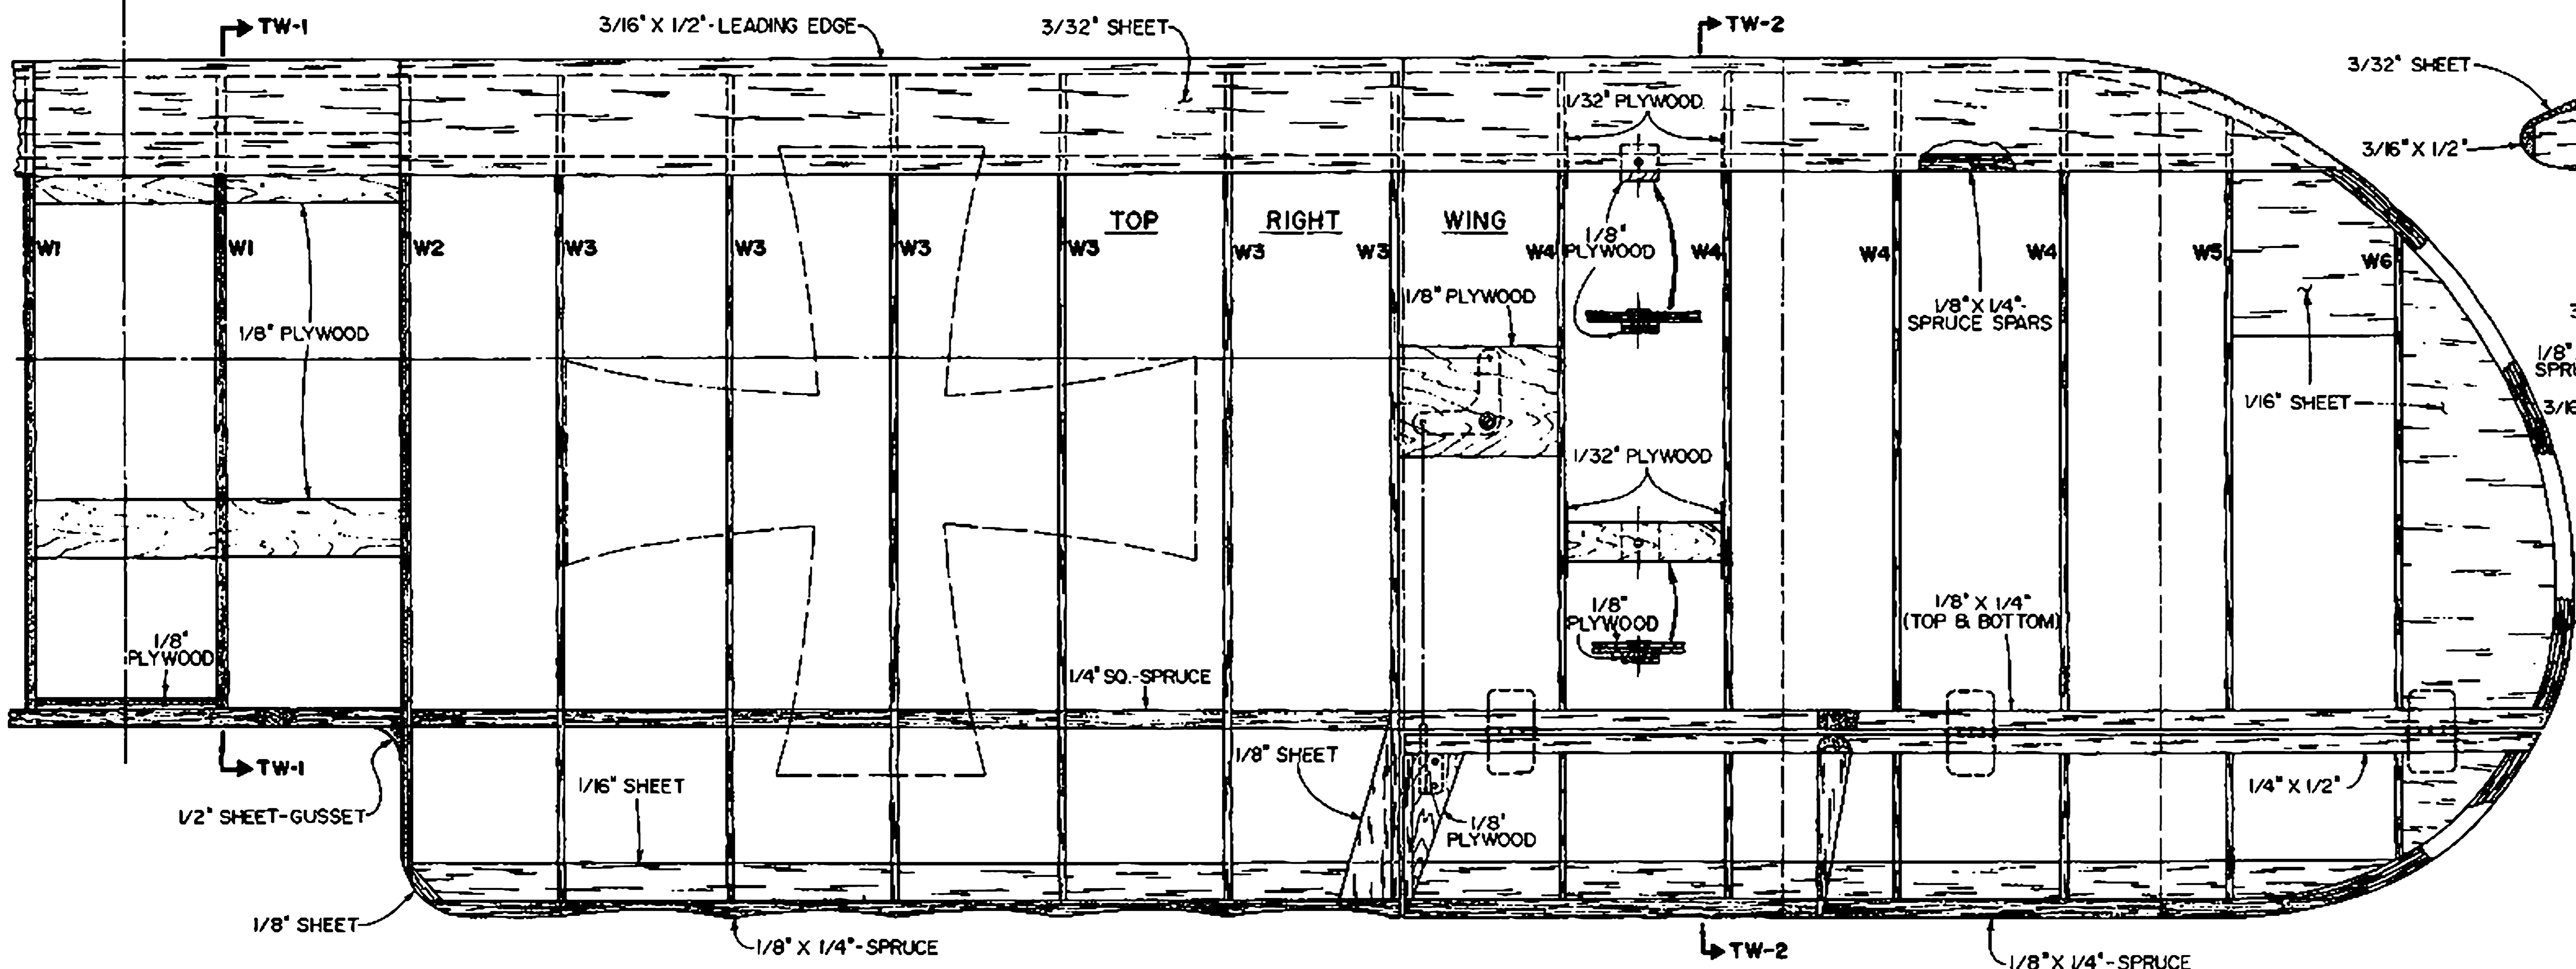 TW-1
3/16" X 1/2"-LEADING EDGE
3/32" SHEET
TW-2
3/32" SHEET
3/16" X 1/2"
1/32" PLYWOOD
TOP RIGHT WING
W1
W1
W2
W3
W3
W3
W3
W3
W3
W4
W4
W4
W4
W5
W6
1/8"
PLYWOOD
1/8" PLYWOOD
1/8" PLYWOOD
1/8" X 1/4"-
SPRUCE SPARS
1/8"
1/16" SHEET
1/32" PLYWOOD
1/8"
PLYWOOD
1/8" X 1/4"
(TOP & BOTTOM)
1/8"
PLYWOOD
1/4" SQ.-SPRUCE
TW-1
1/2" SHEET-GUSSET
1/16" SHEET
1/8" SHEET
1/8"
PLYWOOD
1/4" X 1/2"
1/8" SHEET
1/8" X 1/4"-SPRUCE
TW-2
1/8" X 1/4"-SPRUCE